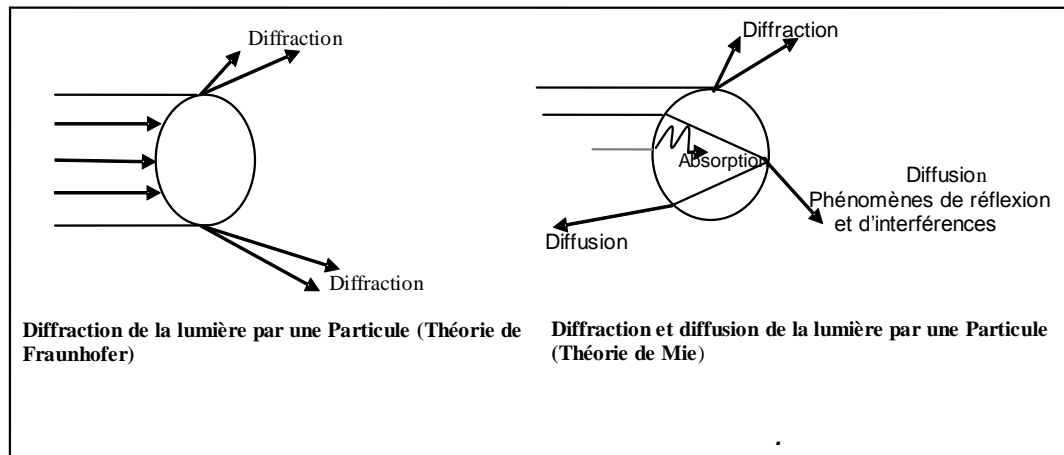 Diffraction
Diffraction
Diffraction de la lumière par une Particule (Théorie de
Fraunhofer)
Diffraction
Absorption
Diffusion
Phénomènes de réflexion
et d'interférences
Diffusion
Diffraction et diffusion de la lumière par une Particule
(Théorie de Mie)
.